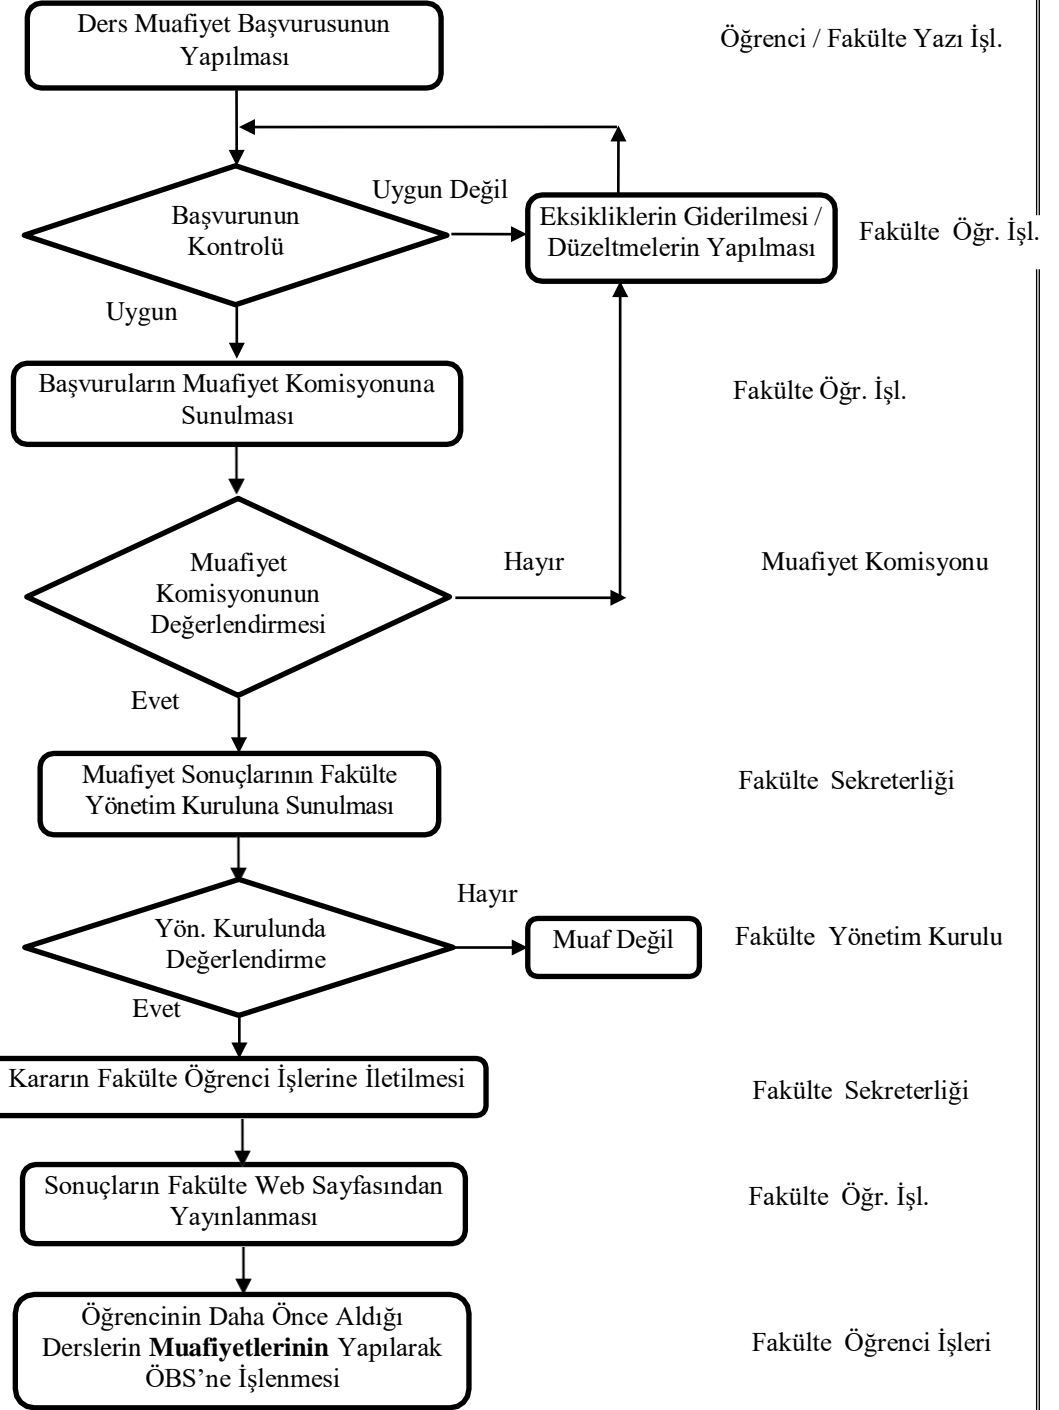 Ders Muafiyet Başvurusunun
Yapılması
Öğrenci / Fakülte Yazı İşl.
Uygun Değil
Başvurunun
Kontrolü
Eksikliklerin Giderilmesi /
Düzeltmelerin Yapılması
Fakülte Öğr. İşl.
Uygun
Başvuruların Muafiyet Komisyonuna
Sunulması
Fakülte Öğr. İşl.
Muafiyet
Komisyonunun
Değerlendirmesi
Hayır
Muafiyet Komisyonu
Evet
Muafiyet Sonuçlarının Fakülte
Yönetim Kuruluna Sunulması
Fakülte Sekreterliği
Hayır
Yön. Kurulunda
Değerlendirme
Muaf Değil
Fakülte Yönetim Kurulu
Evet
Kararın Fakülte Öğrenci İşlerine İletilmesi
Fakülte Sekreterliği
Sonuçların Fakülte Web Sayfasından
Yayınlanması
Fakülte Öğr. İşl.
Öğrencinin Daha Önce Aldığı
Derslerin Muafiyetlerinin Yapılarak
ÖBS’ne İşlenmesi
Fakülte Öğrenci İşleri